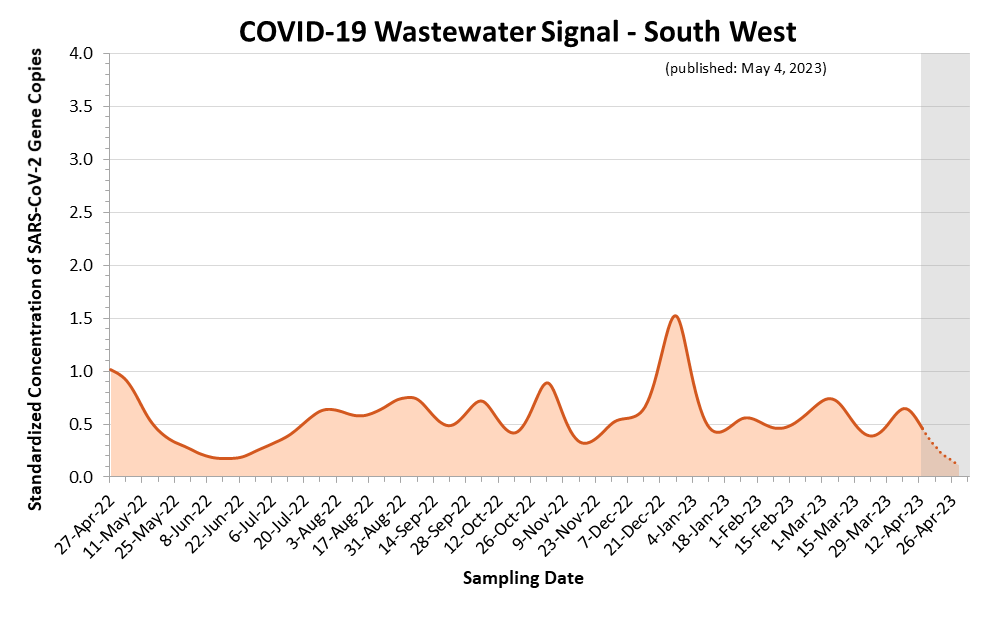 COVID-19 Wastewater Signal - South West
(published: May 4, 2023)
Standardized Concentration of SARS-CoV-2 Gene Copies
4.0
3.5
3.0
2.5
2.0
1.5
1.0
0.5
0.0
27-Apr-22
11-May-22
25-May-22
8-Jun-22
22-Jun-22
6-Jul-22
20-Jul-22
3-Aug-22
17-Aug-22
31-Aug-22
14-Sep-22
28-Sep-22
12-Oct-22
26-Oct-22
9-Nov-22
23-Nov-22
7-Dec-22
21-Dec-22
4-Jan-23
18-Jan-23
1-Feb-23
15-Feb-23
1-Mar-23
15-Mar-23
29-Mar-23
12-Apr-23
26-Apr-23
Sampling Date